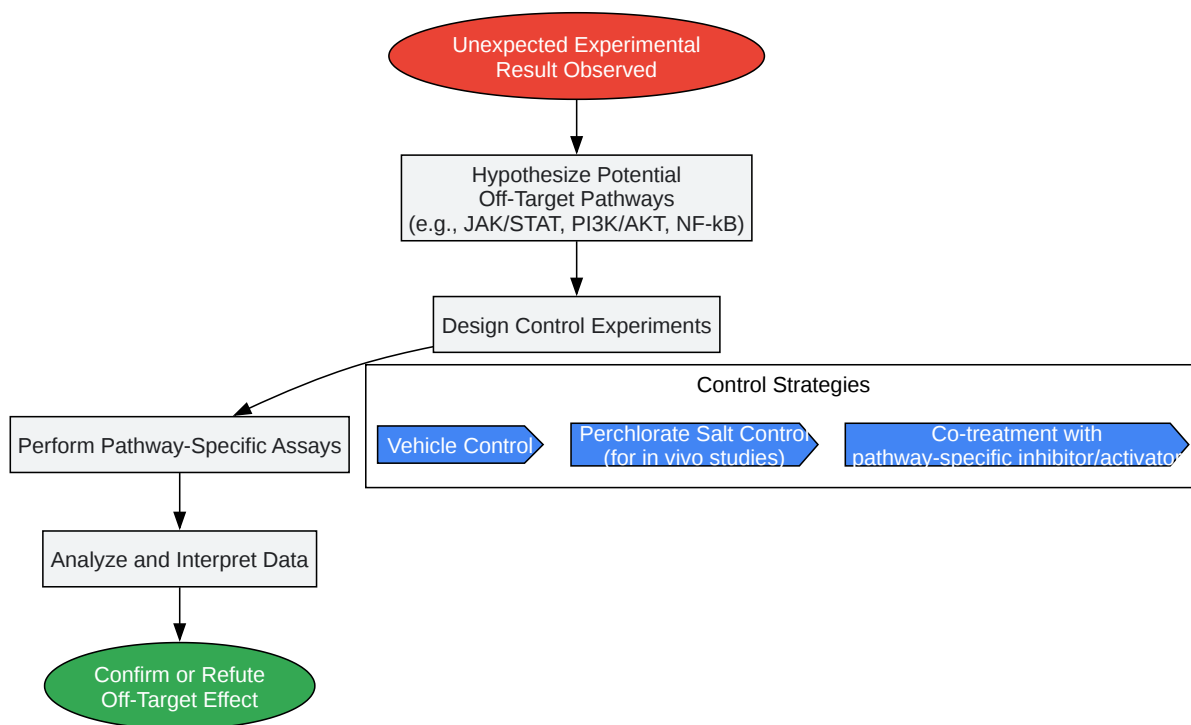 Unexpected Experimental
Result Observed
Hypothesize Potential
Off-Target Pathways
(e.g., JAK/STAT, PI3K/AKT, NF-kB)
Design Control Experiments
Control Strategies
Perform Pathway-Specific Assays
Vehicle Control
Perchlorate Salt Control
(for in vivo studies)
Co-treatment with
pathway-specific inhibitor/activator
Analyze and Interpret Data
Confirm or Refute
Off-Target Effect